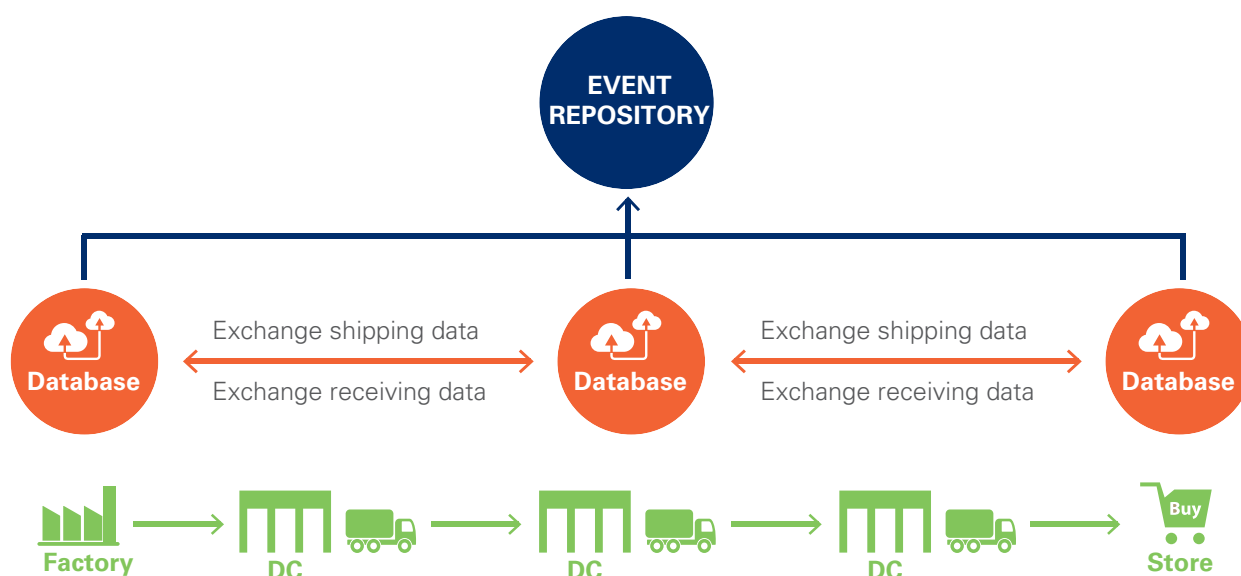 EVENT
REPOSITORY
Exchange shipping data
Exchange shipping data
Database
Database
Database
Exchange receiving data
Exchange receiving data
Buy
Factory
DC
DC
DC
Store